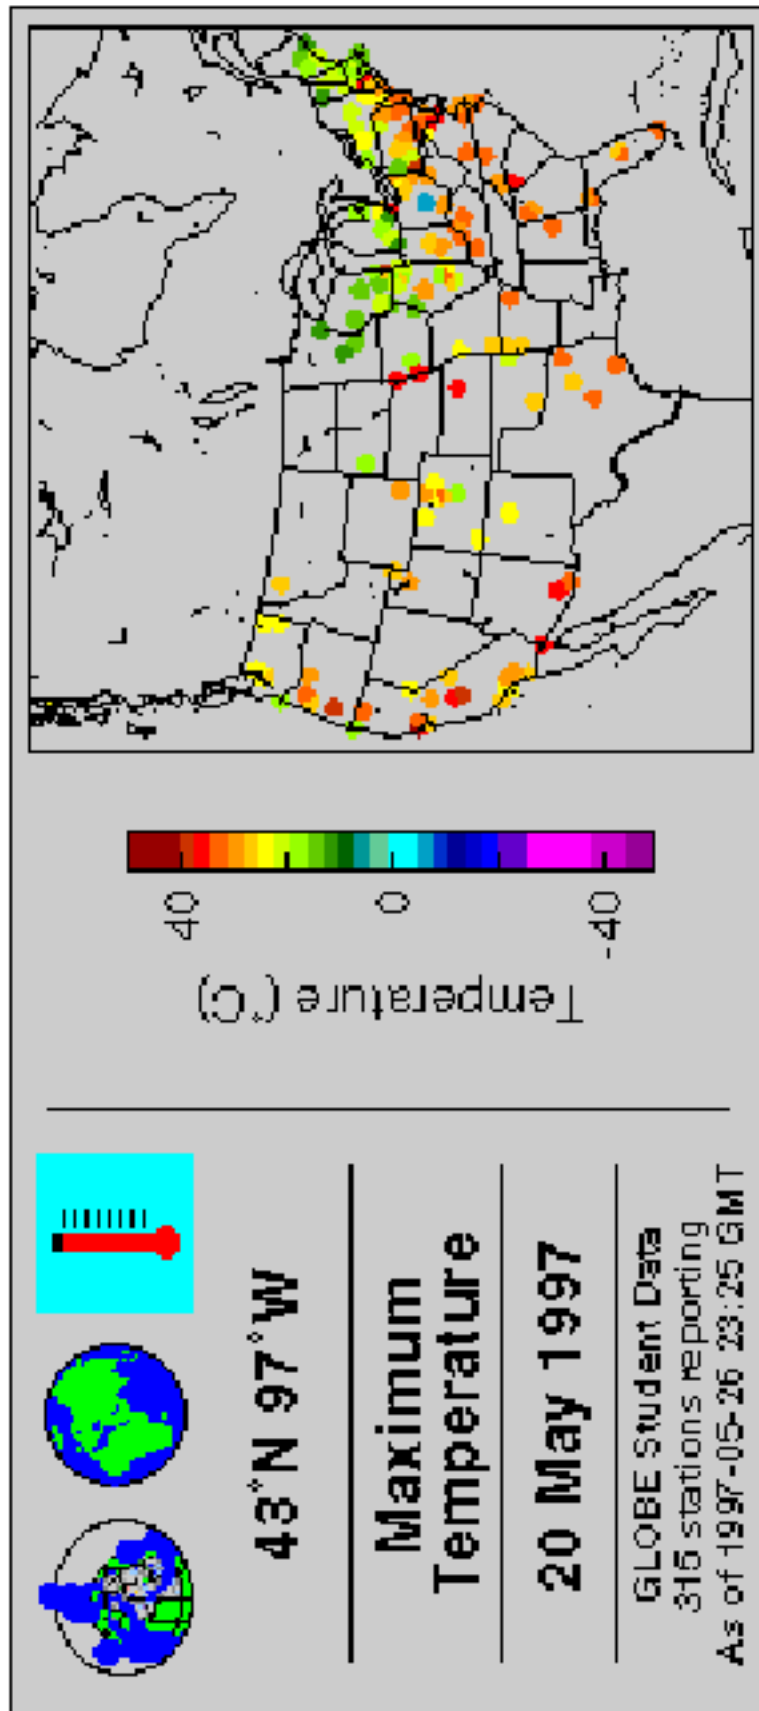 43°N 97°W
Maximum
Temperature
20 May 1997
GLOBE Student Data
315 stations reporting
As of 1997-05-26 23:25 GMT
Temperature (°C)
40
0
-40